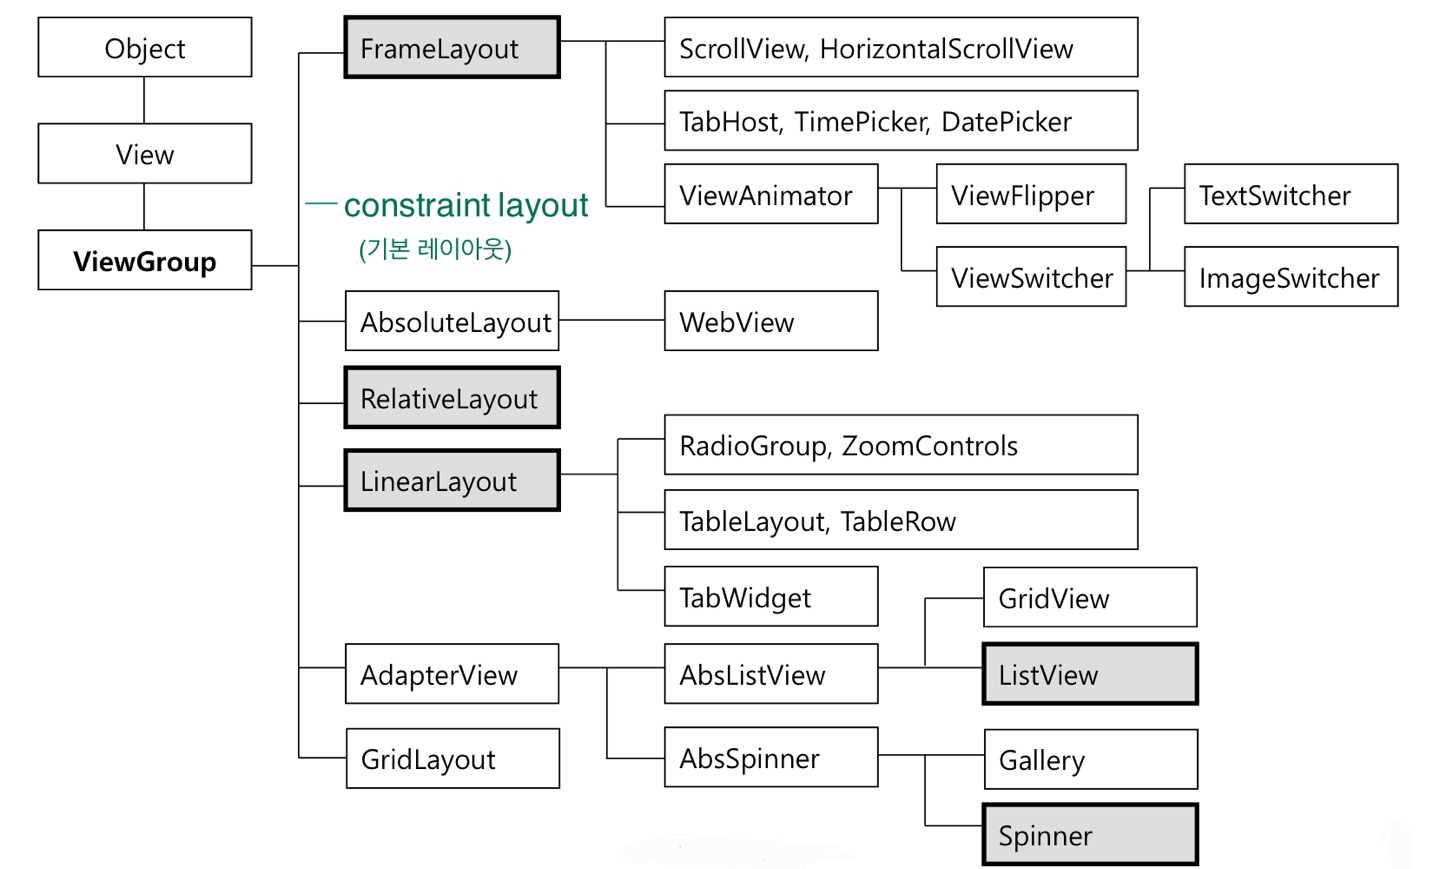 Object
View
ViewGroup
FrameLayout
constraint layout
(기본 레이아웃)
AbsoluteLayout
RelativeLayout
LinearLayout
AdapterView
GridLayout
ScrollView, HorizontalScrollView
TabHost, TimePicker, DatePicker
ViewAnimator
ViewFlipper
ViewSwitcher
TextSwitcher
ImageSwitcher
WebView
RadioGroup, ZoomControls
TableLayout, TableRow
TabWidget
AbsListView
GridView
ListView
AbsSpinner
Gallery
Spinner